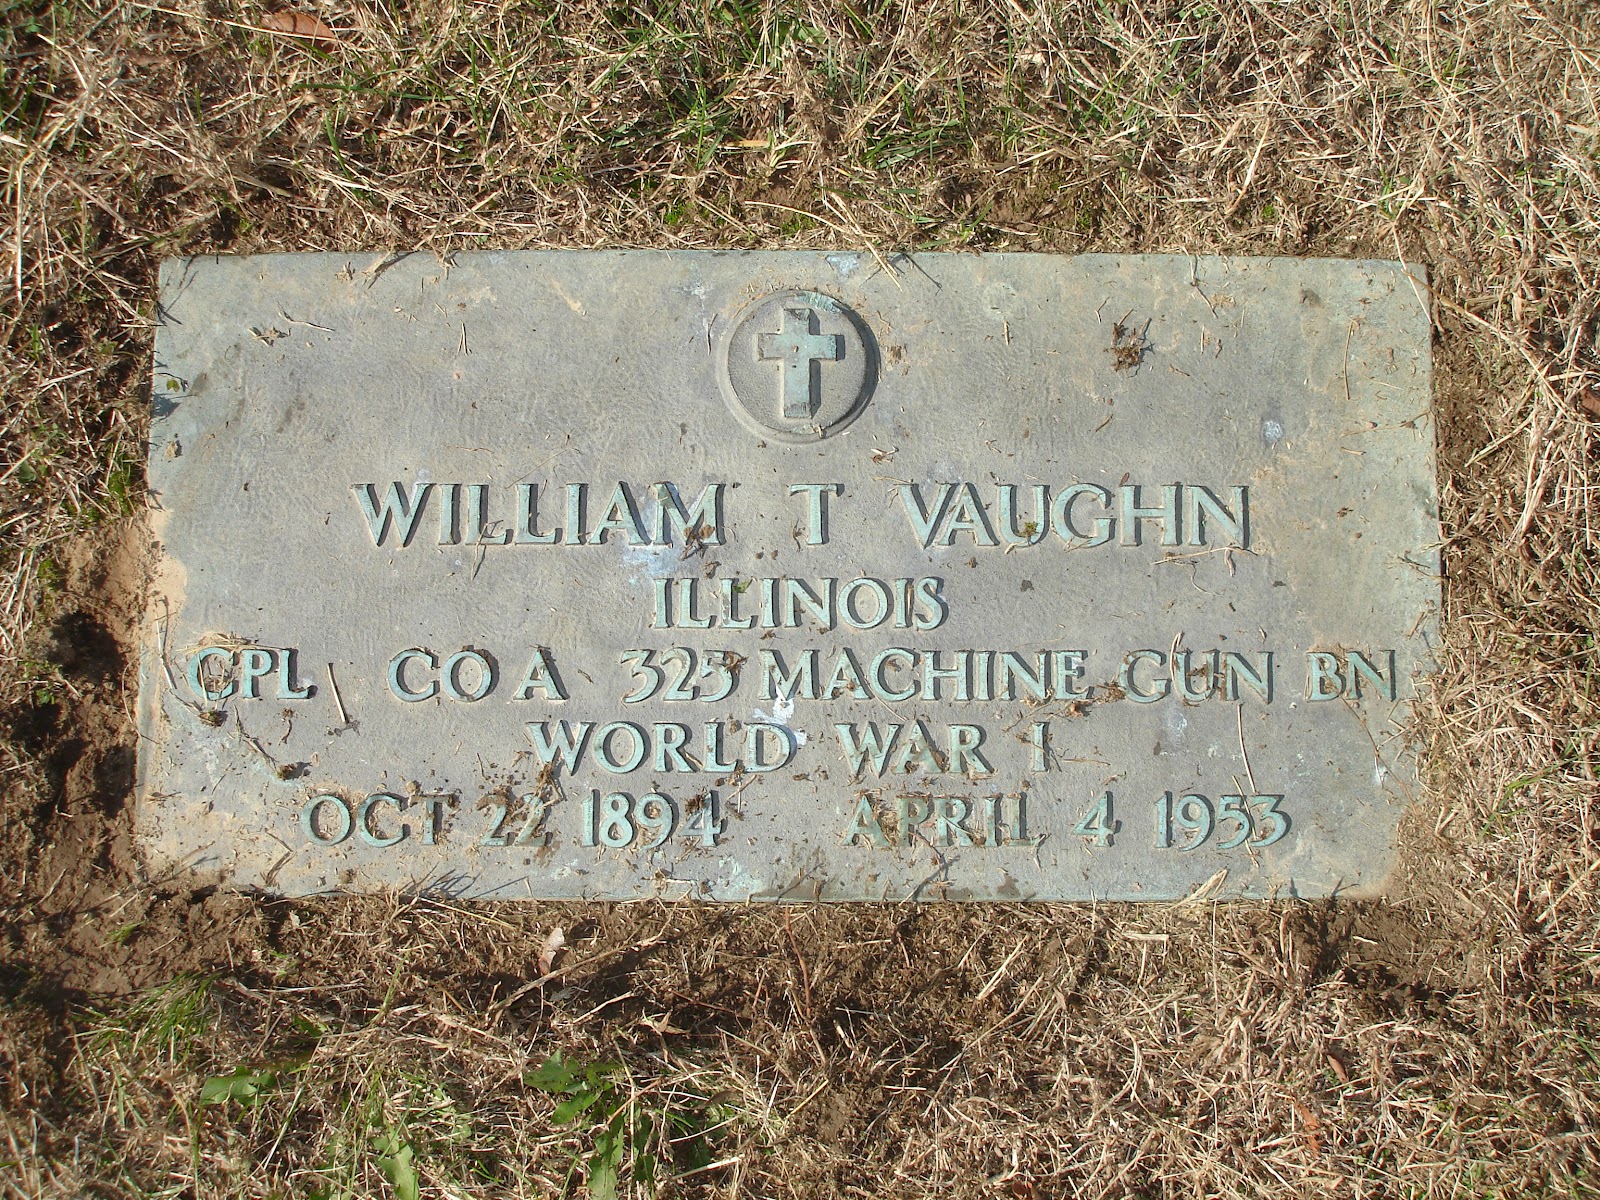 WILLIAM T VAUGHN
ILLINOIS
CPL CO A 325 MACHINE GUN BN
WORLD WAR I
OCT 22 1894 APRIL 4 1953